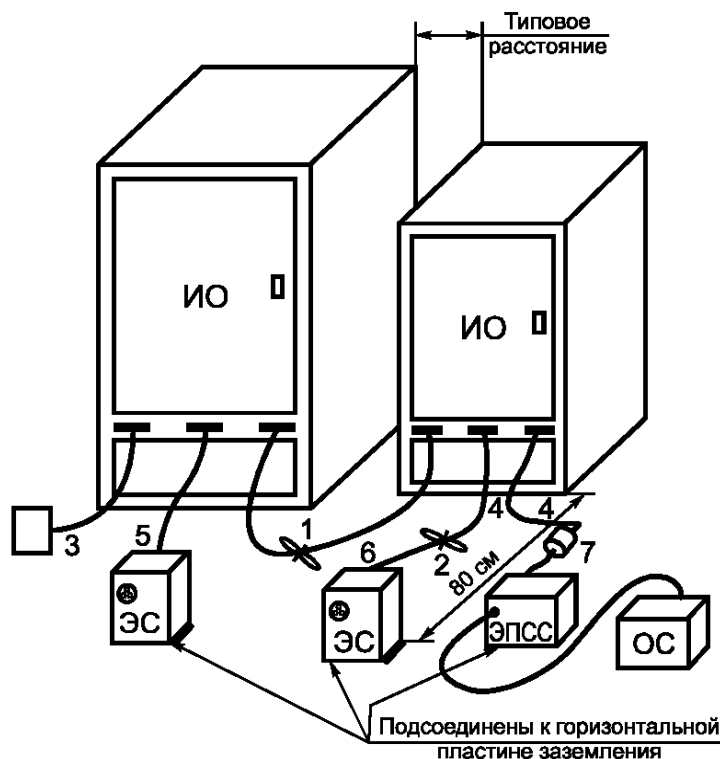 Типовое
расстояние
ИО
ИО
3
5
1
6
2
4
4
7
80 см
ЭС
ЭС
ЭПСС
ОС
Подсоединены к горизонтальной
пластине заземления